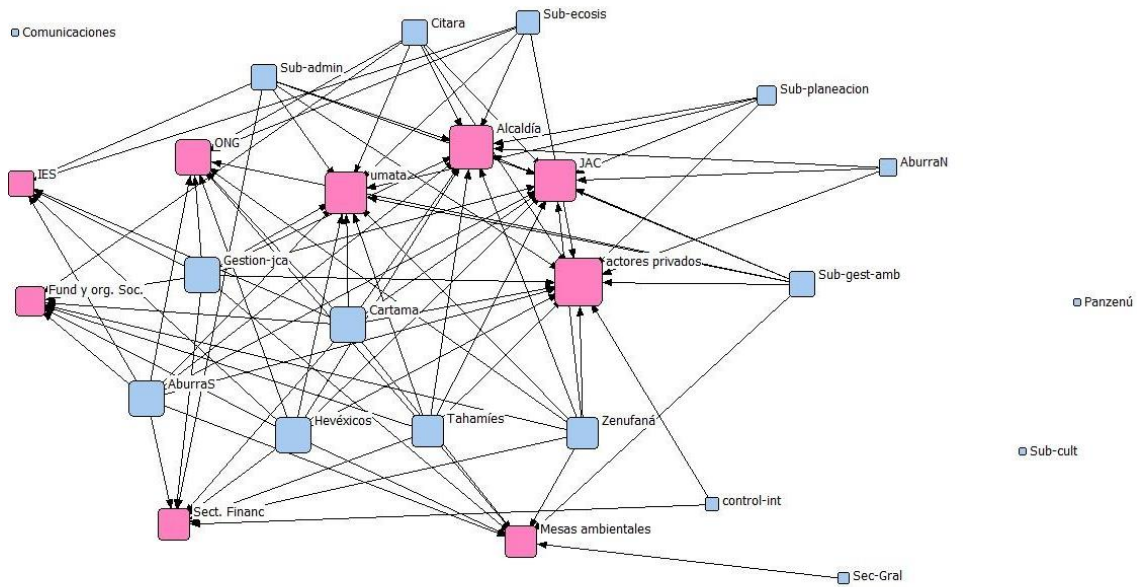 Comunicaciones
Citara
Sub-ecosis
Sub-admin
Sub-planeacion
ONG
Alcaldía
JAC
AburraN
IES
umata
Gestion-jca
actores privados
Sub-gest-amb
Fund y org. Soc.
Cartama
Panzenú
AburraS
Hevéxicos
Tahamíes
Zenufaná
Sub-cult
control-int
Sect. Financ
Mesas ambientales
Sec-Gral